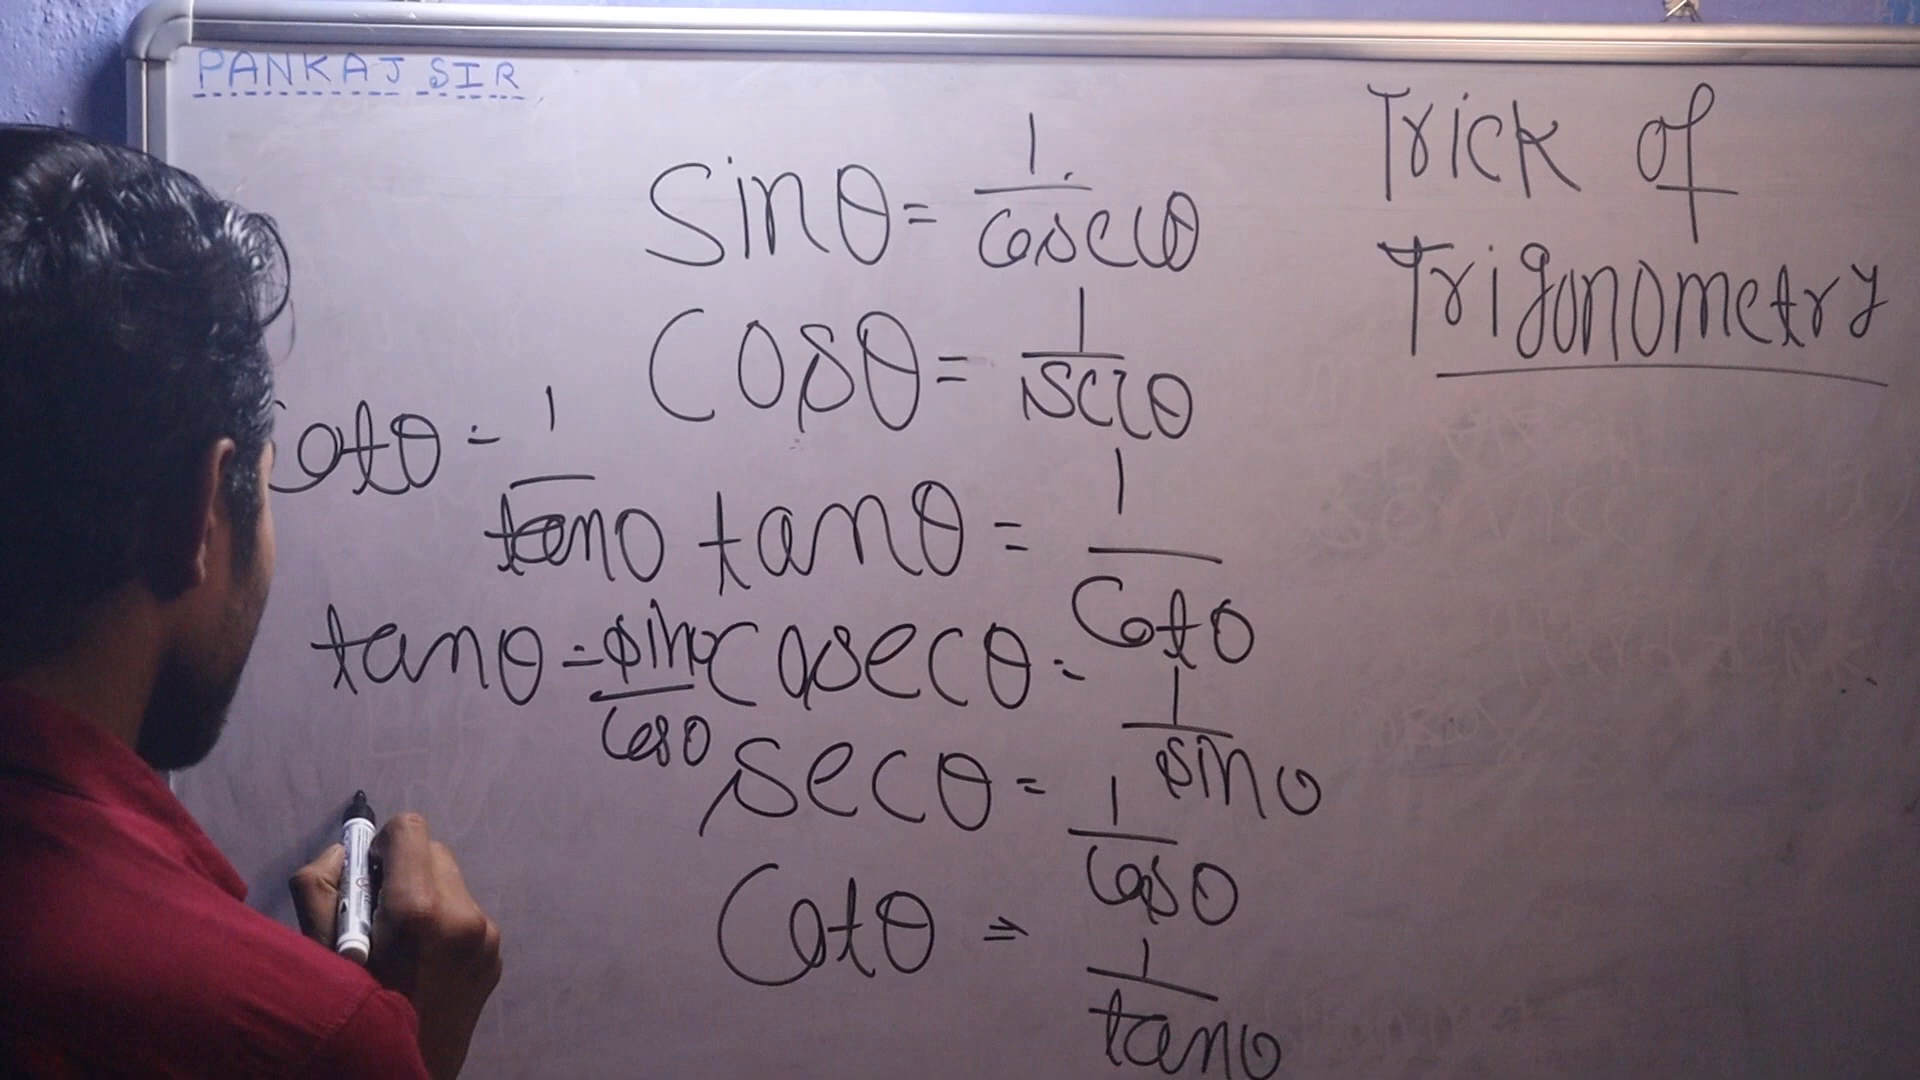 PANKAJ SIR
Trick of
Trigonometry
sinθ = 1/cosecθ
cosθ = 1/secθ
cotθ = 1/tanθ
tanθ = 1/cotθ
tanθ = sinθ/cosθ
cosecθ = 1/sinθ
secθ = 1/cosθ
cotθ = 1/tanθ